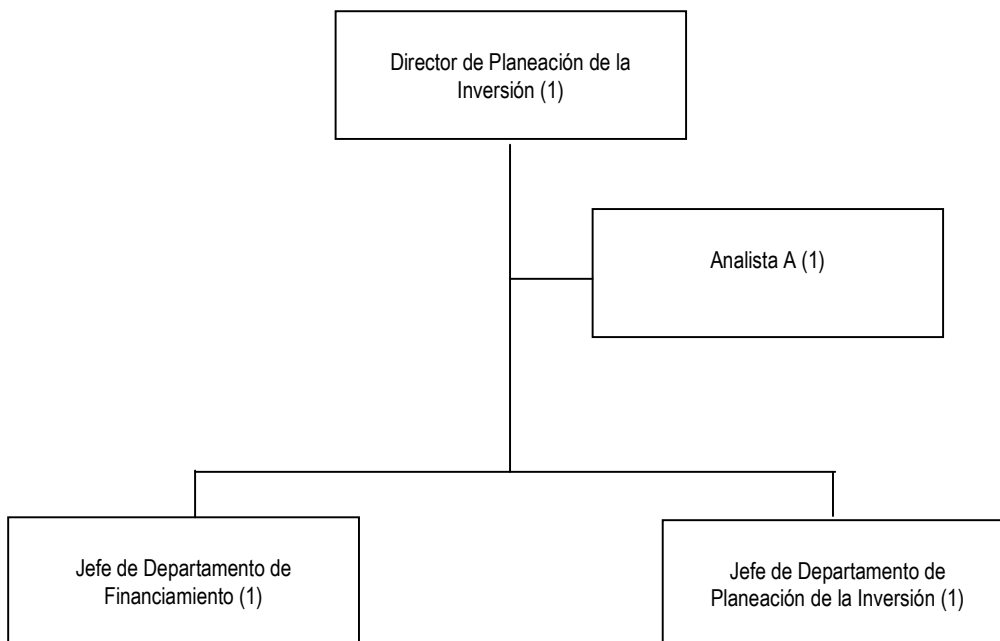 Director de Planeación de la
Inversión (1)
Analista A (1)
Jefe de Departamento de
Financiamiento (1)
Jefe de Departamento de
Planeación de la Inversión (1)